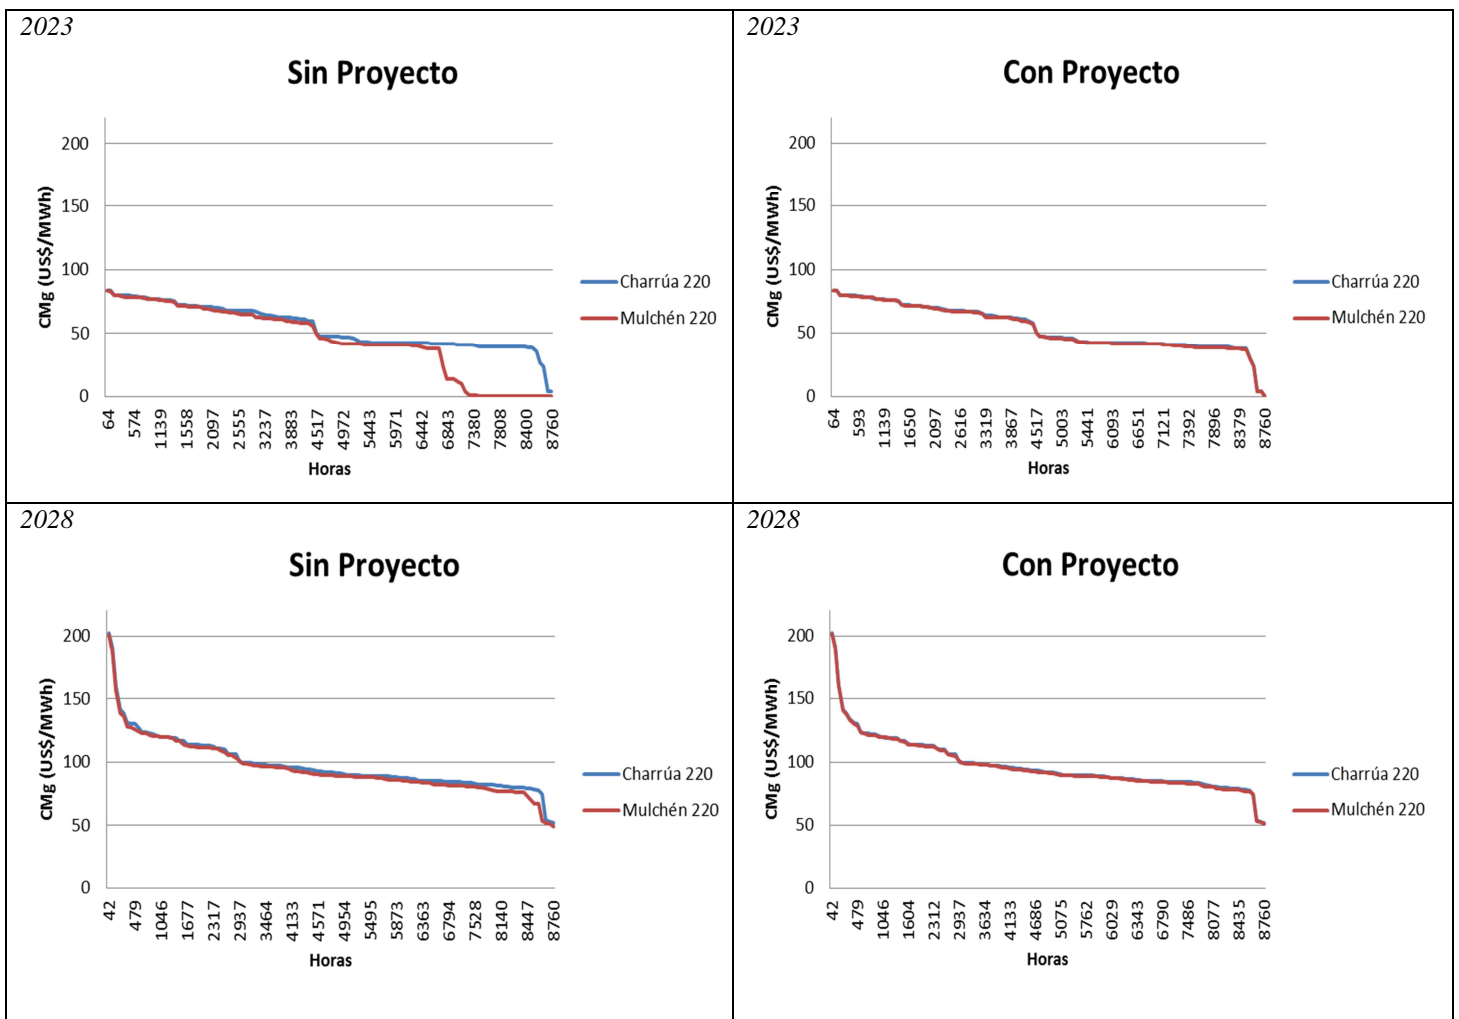 2023
Sin Proyecto
CMg (US$/MWh)
200
150
100
50
0
64 574 1139 1558 2097 2555 3237 3883 4517 4972 5443 5971 6442 6843 7380 7808 8400 8760
Horas
Charrúa 220
Mulchén 220
2023
Con Proyecto
CMg (US$/MWh)
200
150
100
50
0
64 593 1139 1650 2097 2616 3319 3867 4517 5003 5441 6093 6651 7121 7392 7896 8379 8760
Horas
Charrúa 220
Mulchén 220
2028
Sin Proyecto
CMg (US$/MWh)
200
150
100
50
0
42 479 1046 1677 2317 2937 3464 4133 4571 4954 5495 5873 6363 6794 7528 8140 8447 8760
Horas
Charrúa 220
Mulchén 220
2028
Con Proyecto
CMg (US$/MWh)
200
150
100
50
0
42 479 1046 1604 2312 2937 3634 4133 4686 5075 5762 6029 6343 6790 7486 8077 8435 8760
Horas
Charrúa 220
Mulchén 220